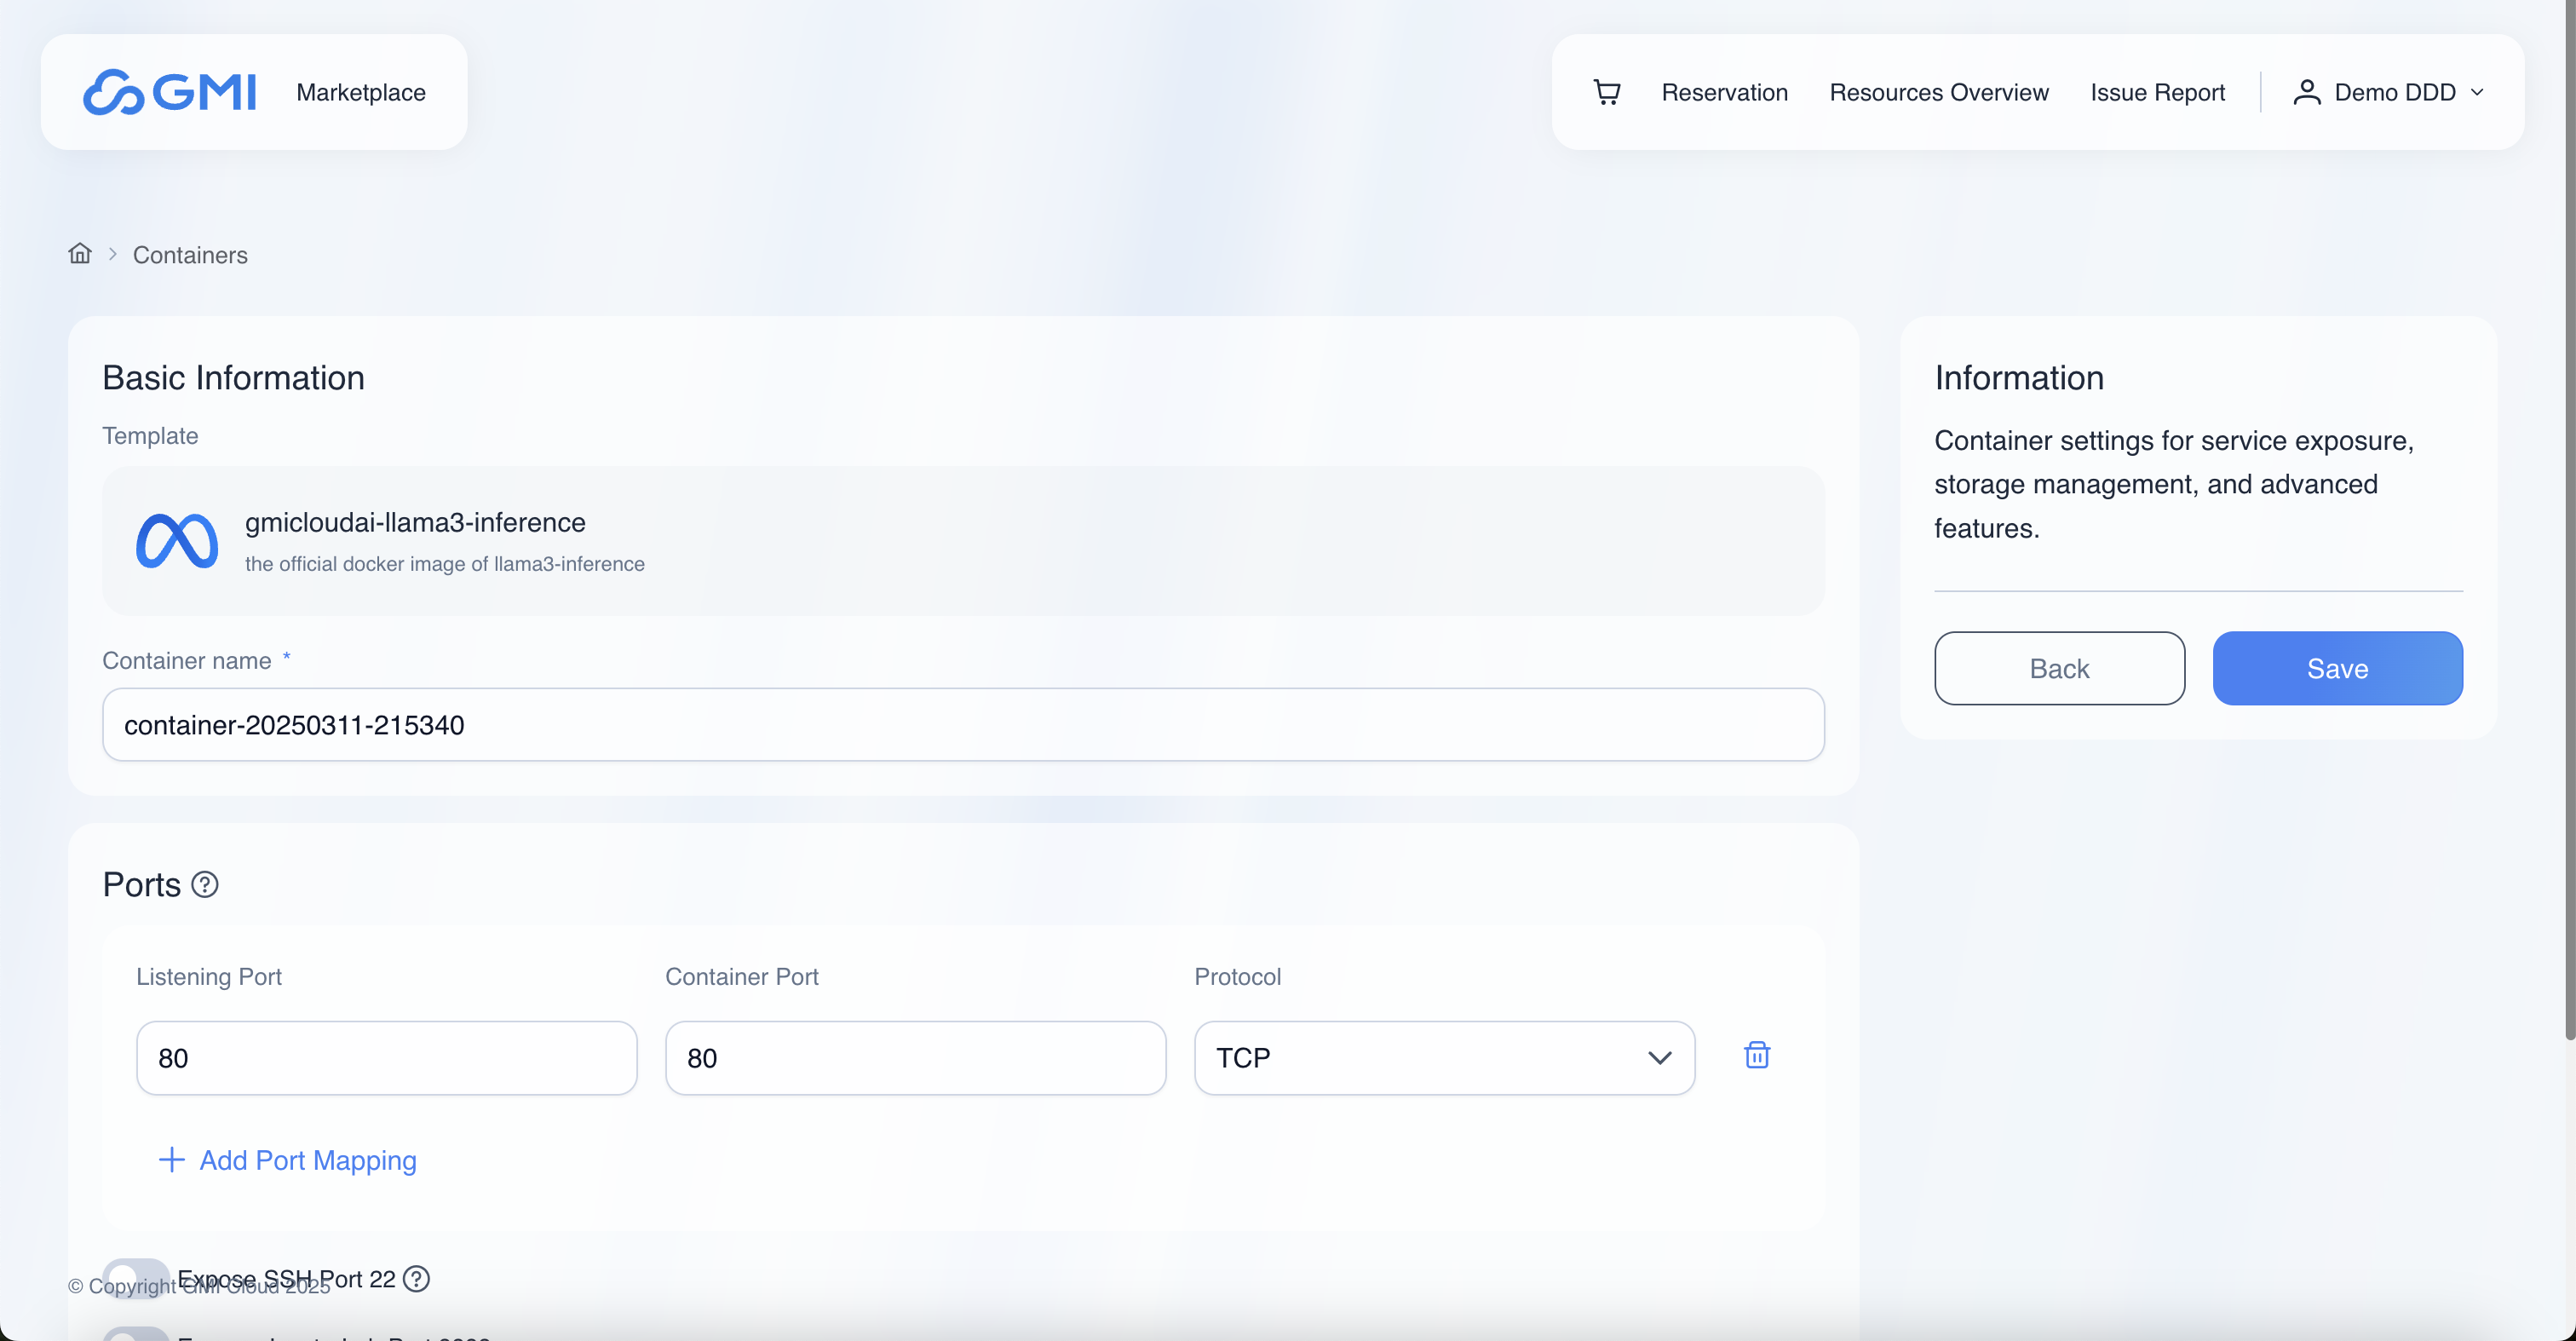 GMI
Marketplace
Reservation
Resources Overview
Issue Report
Demo DDD
Containers
Basic Information
Template
gmicloudai-llama3-inference
the official docker image of llama3-inference
Container name *
container-20250311-215340
Information
Container settings for service exposure,
storage management, and advanced
features.
Back
Save
Ports
Listening Port
Container Port
Protocol
80
80
TCP
Add Port Mapping
Expose SSH Port 22
© Copyright GMI Cloud 2025